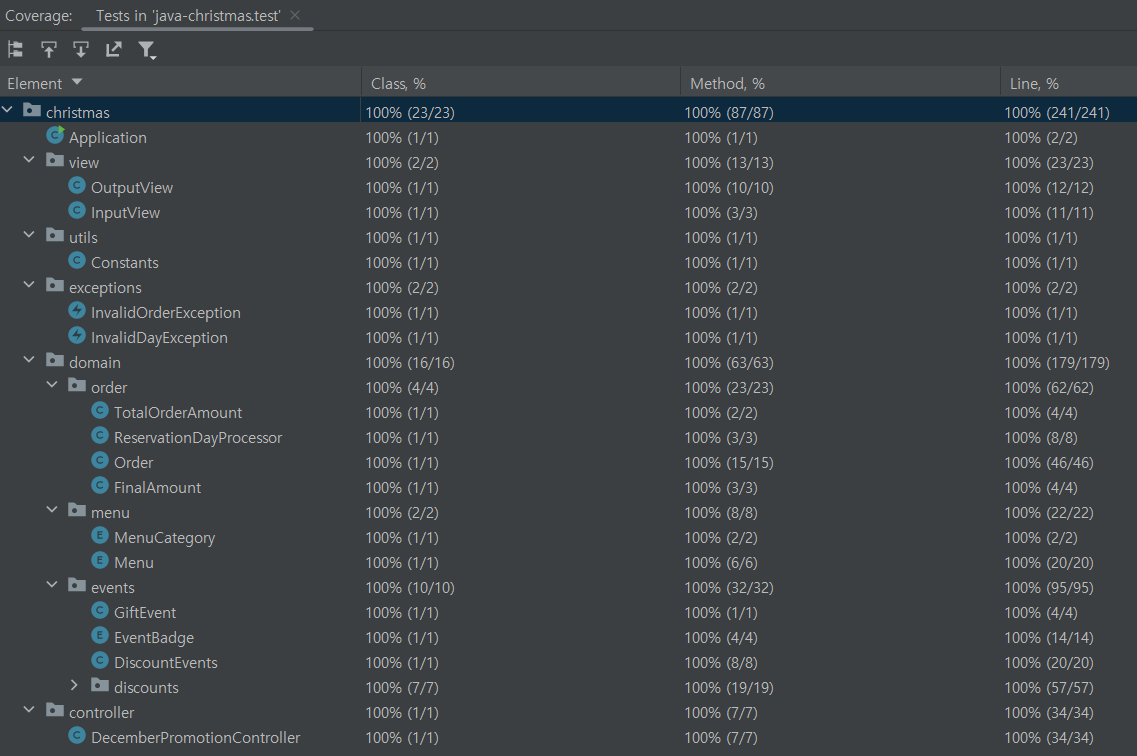 Coverage: Tests in 'java-christmas.test'
Element Class, % Method, % Line, %
christmas 100% (23/23) 100% (87/87) 100% (241/241)
Application 100% (1/1) 100% (1/1) 100% (2/2)
view 100% (2/2) 100% (13/13) 100% (23/23)
OutputView 100% (1/1) 100% (10/10) 100% (12/12)
InputView 100% (1/1) 100% (3/3) 100% (11/11)
utils 100% (1/1) 100% (1/1) 100% (1/1)
Constants 100% (1/1) 100% (1/1) 100% (1/1)
exceptions 100% (2/2) 100% (2/2) 100% (2/2)
InvalidOrderException 100% (1/1) 100% (1/1) 100% (1/1)
InvalidDayException 100% (1/1) 100% (1/1) 100% (1/1)
domain 100% (16/16) 100% (63/63) 100% (179/179)
order 100% (4/4) 100% (23/23) 100% (62/62)
C TotalOrderAmount 100% (1/1) 100% (2/2) 100% (4/4)
C ReservationDayProcessor 100% (1/1) 100% (3/3) 100% (8/8)
C Order 100% (1/1) 100% (15/15) 100% (46/46)
C FinalAmount 100% (1/1) 100% (3/3) 100% (4/4)
menu 100% (2/2) 100% (8/8) 100% (22/22)
E MenuCategory 100% (1/1) 100% (2/2) 100% (2/2)
E Menu 100% (1/1) 100% (6/6) 100% (20/20)
events 100% (10/10) 100% (32/32) 100% (95/95)
C GiftEvent 100% (1/1) 100% (1/1) 100% (4/4)
E EventBadge 100% (1/1) 100% (4/4) 100% (14/14)
C DiscountEvents 100% (1/1) 100% (8/8) 100% (20/20)
discounts 100% (7/7) 100% (19/19) 100% (57/57)
controller 100% (1/1) 100% (7/7) 100% (34/34)
C DecemberPromotionController 100% (1/1) 100% (7/7) 100% (34/34)